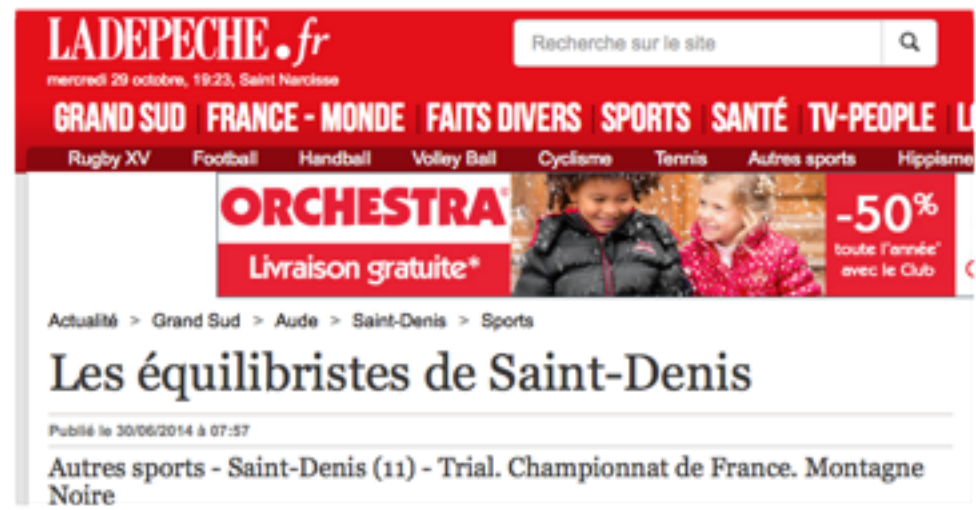 LADEPECHE.fr
Recherche sur le site
mercredi 29 octobre, 19:23, Saint Narcisse
GRAND SUD FRANCE - MONDE FAITS DIVERS SPORTS SANTÉ TV-PEOPLE L
Rugby XV Football Handball Volley Ball Cyclisme Tennis Autres sports Hippisme
ORCHESTRA
Livraison gratuite*
-50%
toute l'année*
avec le Club
Actualité > Grand Sud > Aude > Saint-Denis > Sports
Les équilibristes de Saint-Denis
Publié le 30/06/2014 à 07:57
Autres sports - Saint-Denis (11) - Trial. Championnat de France. Montagne
Noire